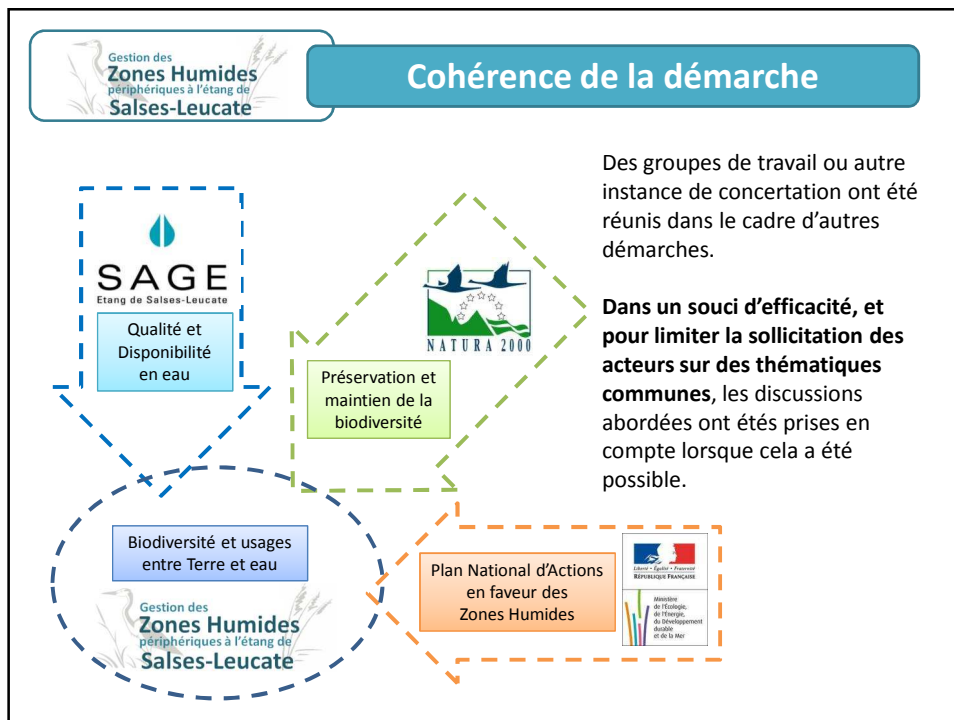 Gestion des
Zones Humides
périphériques à l'étang de
Salses-Leucate
Cohérence de la démarche
Des groupes de travail ou autre
instance de concertation ont été
réunis dans le cadre d'autres
démarches.
Dans un souci d'efficacité, et
pour limiter la sollicitation des
acteurs sur des thématiques
communes, les discussions
abordées ont étés prises en
compte lorsque cela a été
possible.
SAGE
Etang de Salses-Leucate
Qualité et
Disponibilité
en eau
NATURA 2000
Préservation et
maintien de la
biodiversité
Biodiversité et usages
entre Terre et eau
Gestion des
Zones Humides
périphériques à l'étang de
Salses-Leucate
Plan National d'Actions
en faveur des
Zones Humides
Liberté • Égalité • Fraternité
RÉPUBLIQUE FRANÇAISE
Ministère
de l'Écologie,
de l'Énergie,
du Développement
durable
et de la Mer